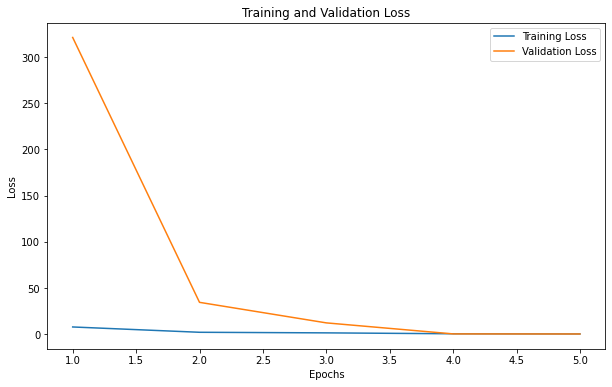 Training and Validation Loss
Training Loss
Validation Loss
Loss
300
250
200
150
100
50
0
1.0 1.5 2.0 2.5 3.0 3.5 4.0 4.5 5.0
Epochs